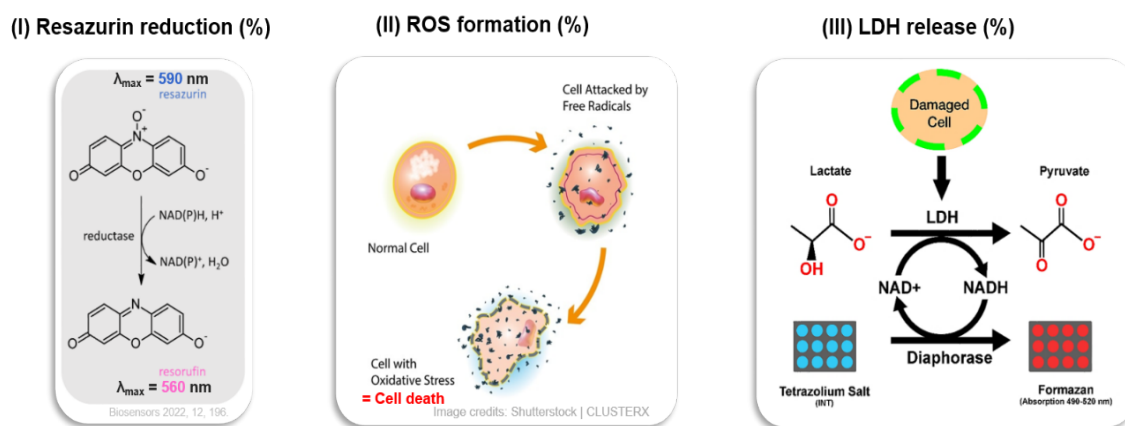 (I) Resazurin reduction (%)
λmax = 590 nm
resazurin
O-
N+
O
O
O-
NAD(P)H, H+
reductase
NAD(P)+, H2O
N
O
O
O-
resorufin
λmax = 560 nm
Biosensors 2022, 12, 196.
(II) ROS formation (%)
Cell Attacked by
Free Radicals
Normal Cell
Cell with
Oxidative Stress
= Cell death
Image credits: Shutterstock | CLUSTERX
(III) LDH release (%)
Damaged
Cell
Lactate
Pyruvate
LDH
O
O-
OH
O
O-
O
NAD+
NADH
Diaphorase
Tetrazolium Salt
(INT)
Formazan
(Absorption 490-520 nm)